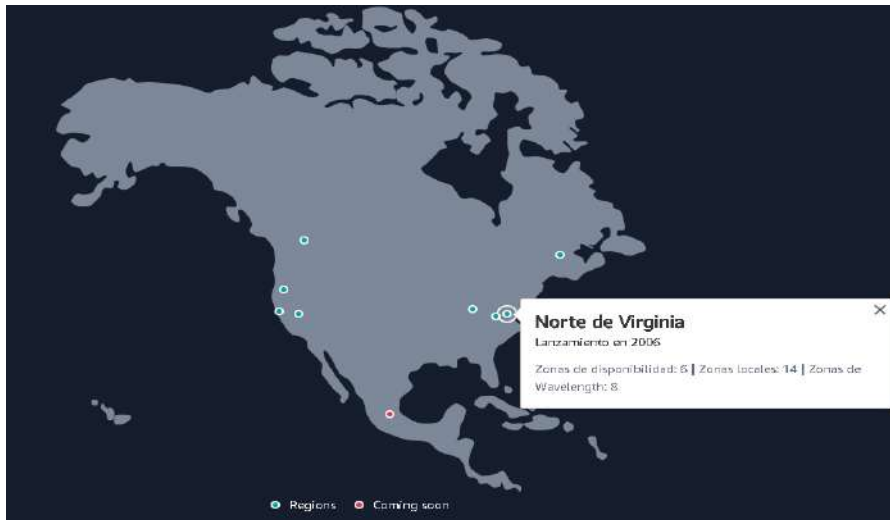 Norte de Virginia
Lanzamiento en 2006
Zonas de disponibilidad: 6 | Zonas locales: 14 | Zonas de
Wavelength: 8
Regions
Coming soon